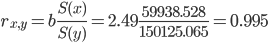 r_{x,y} = b \frac{S(x)}{S(y)} = 2.49 \frac{59938.528}{150125.065} = 0.995